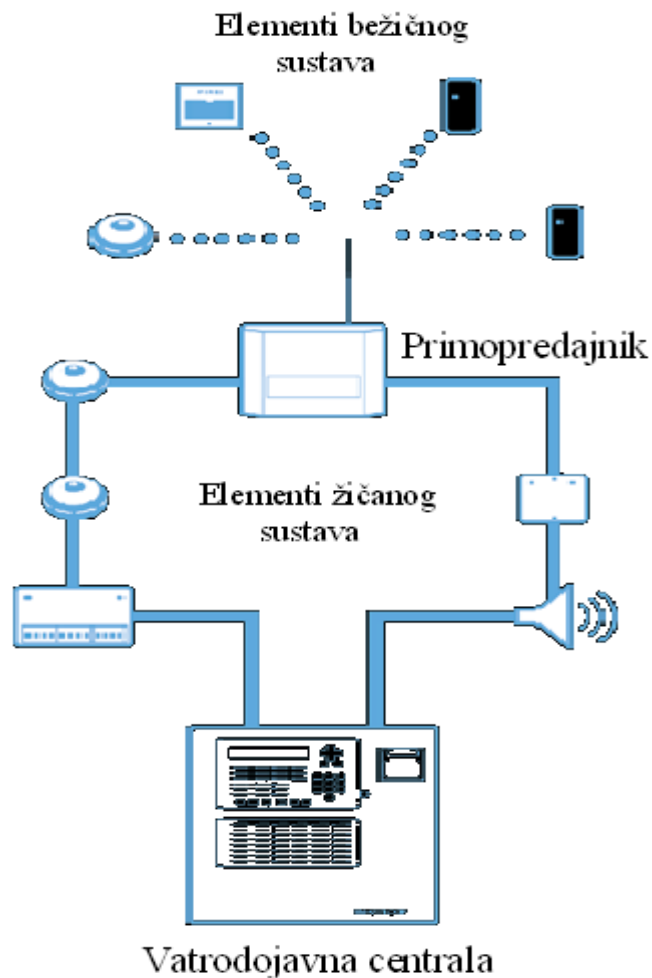 Elementi bežičnog
sustava
Primopredajnik
Elementi žičanog
sustava
Vatrodojavna centrala